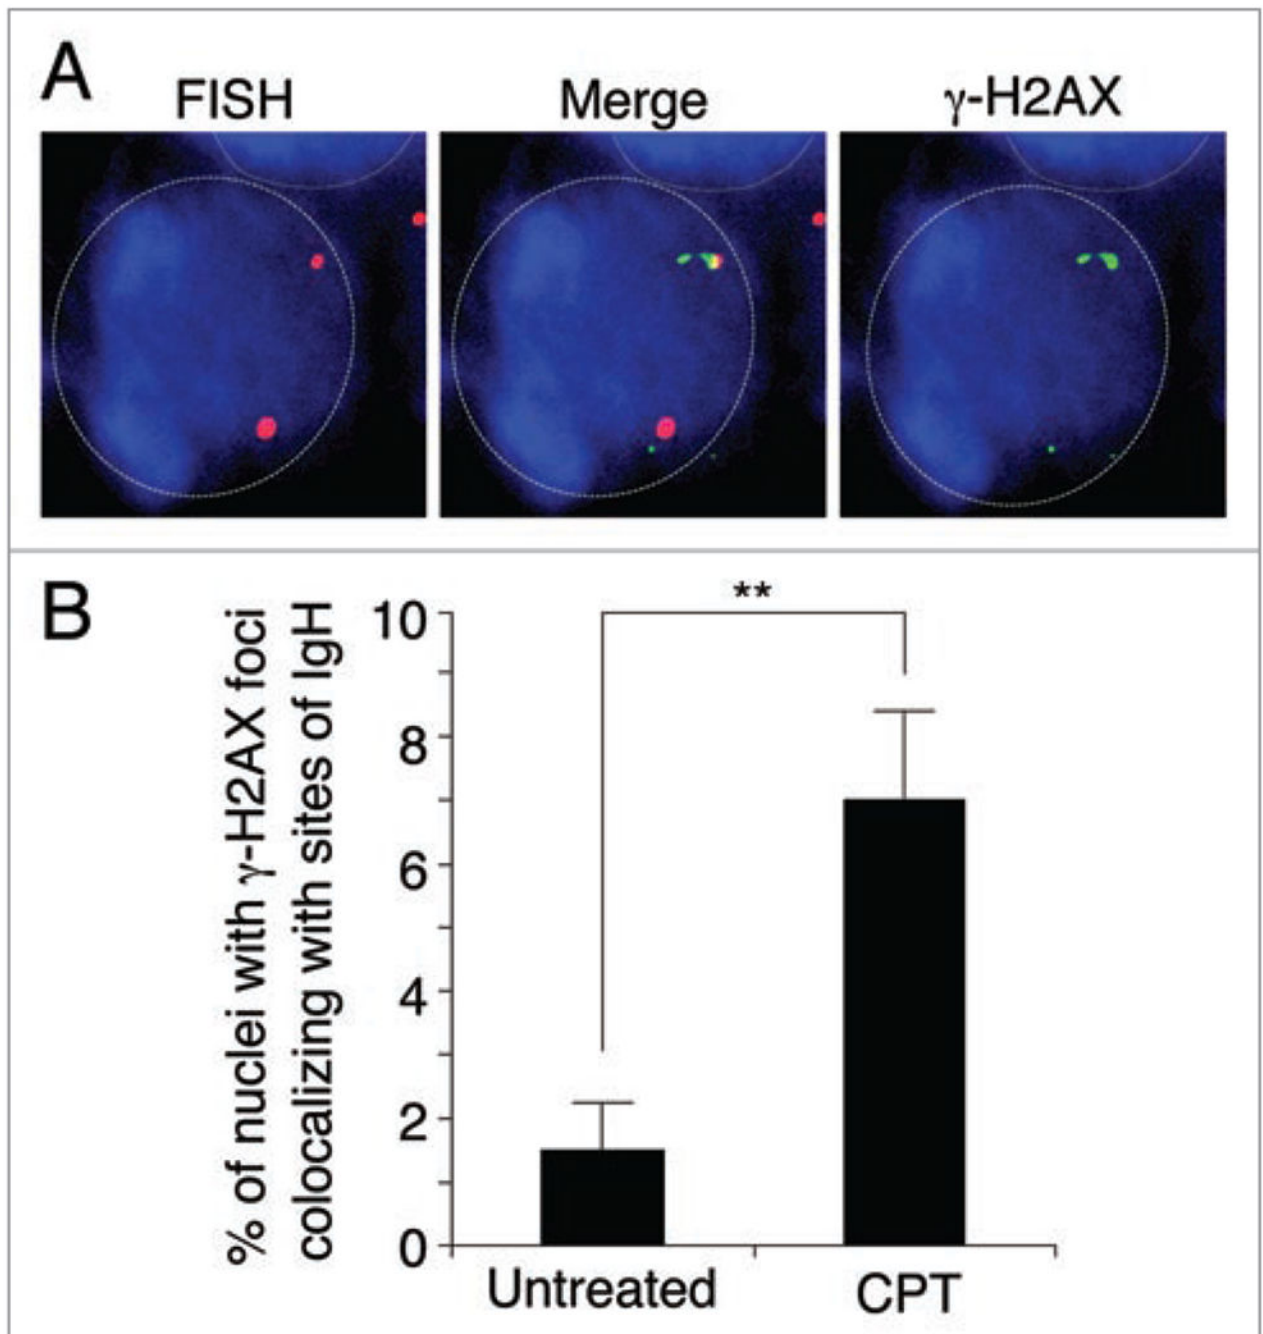 A
FISH
Merge
γ-H2AX
B
% of nuclei with γ-H2AX foci
colocalizing with sites of IgH
**
10
8
6
4
2
0
Untreated
CPT